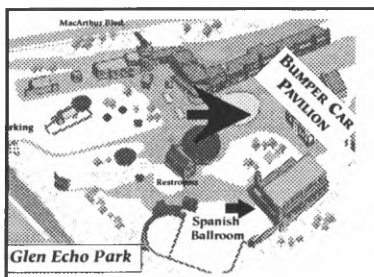 MacArthur Blvd.
BUMPER CAR
PAVILION
arking
Restrooms
Spanish
Ballroom
Glen Echo Park